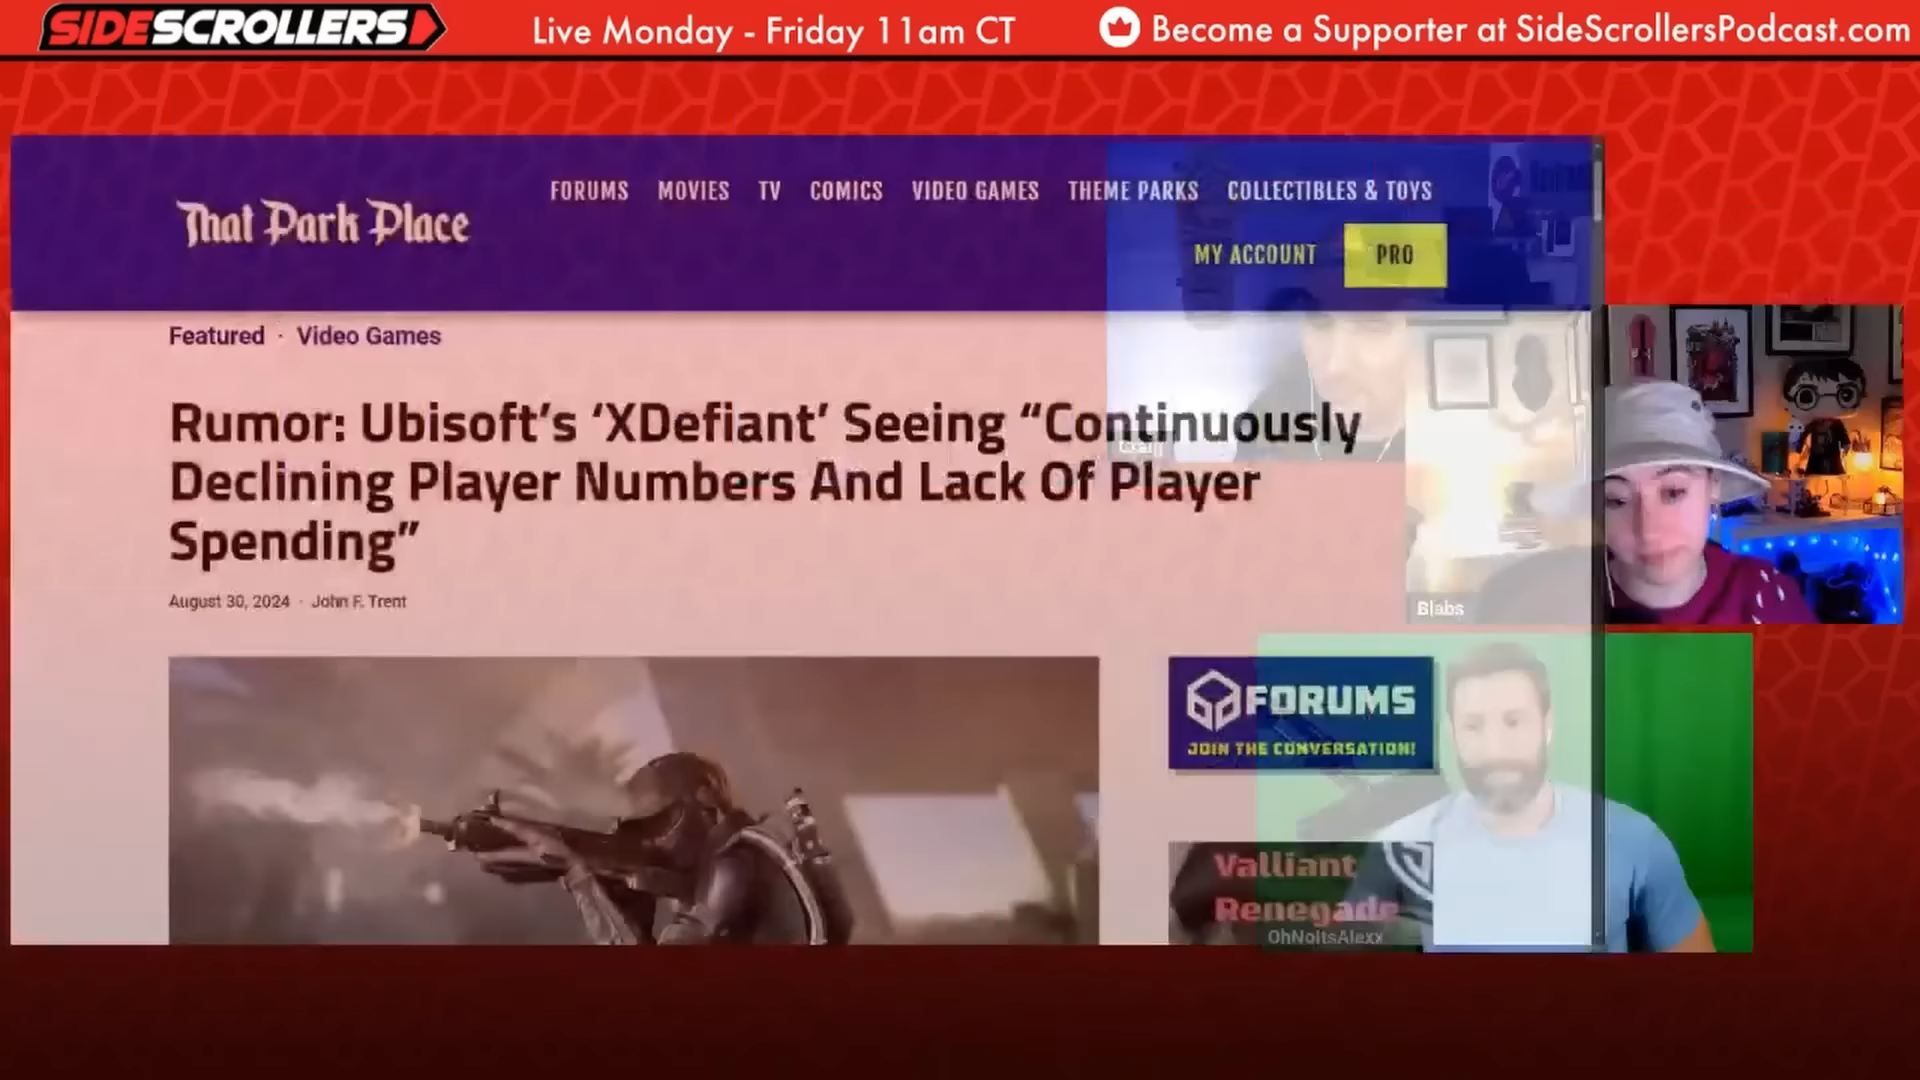 SIDESCROLLERS
Live Monday - Friday 11am CT
Become a Supporter at SideScrollersPodcast.com
That Park Place
FORUMS MOVIES TV COMICS VIDEO GAMES THEME PARKS COLLECTIBLES & TOYS
MY ACCOUNT PRO
Featured · Video Games
Rumor: Ubisoft’s ‘XDefiant’ Seeing “Continuously
Declining Player Numbers And Lack Of Player
Spending”
August 30, 2024 · John F. Trent
Craig
Blabs
FORUMS
JOIN THE CONVERSATION!
Valliant
Renegade
OhNoItsAlexx